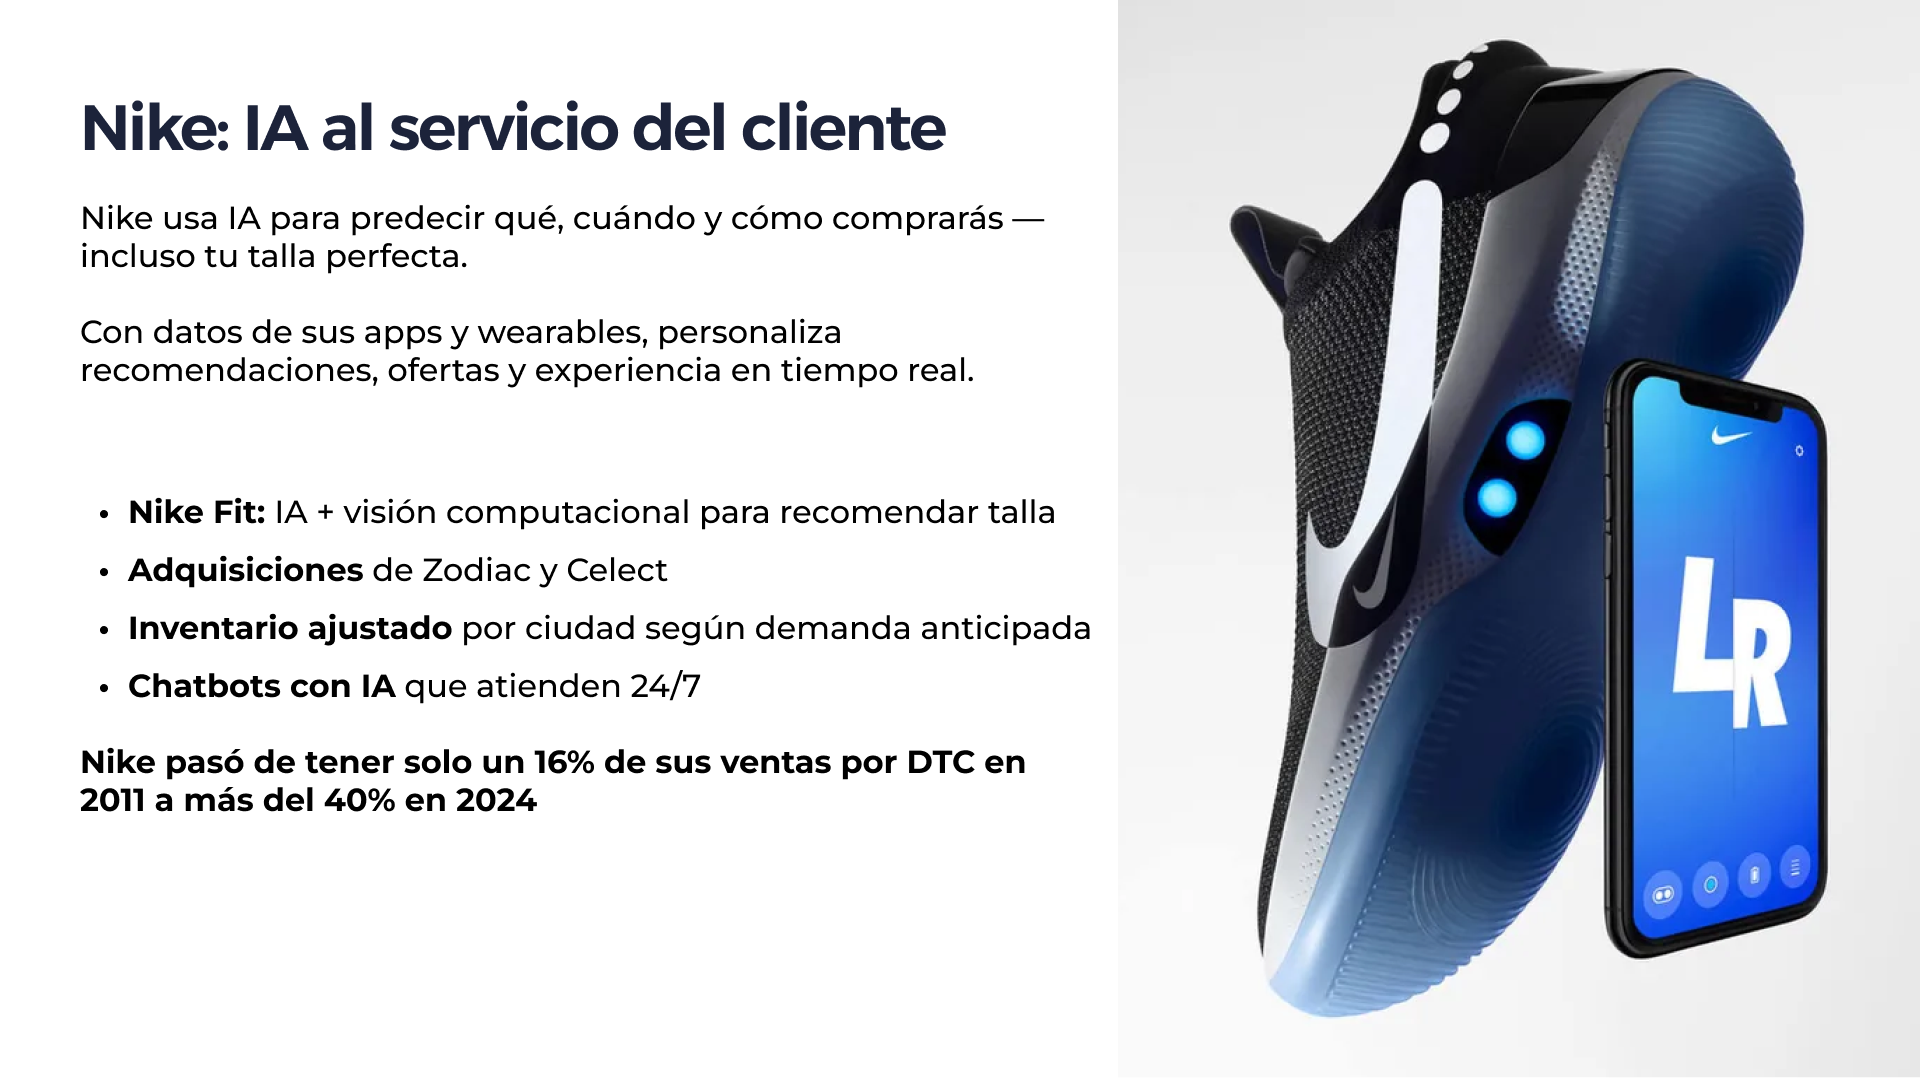 Nike: IA al servicio del cliente
Nike usa IA para predecir qué, cuándo y cómo comprarás —
incluso tu talla perfecta.
Con datos de sus apps y wearables, personaliza
recomendaciones, ofertas y experiencia en tiempo real.
• Nike Fit: IA + visión computacional para recomendar talla
• Adquisiciones de Zodiac y Celect
• Inventario ajustado por ciudad según demanda anticipada
• Chatbots con IA que atienden 24/7
Nike pasó de tener solo un 16% de sus ventas por DTC en
2011 a más del 40% en 2024
L R